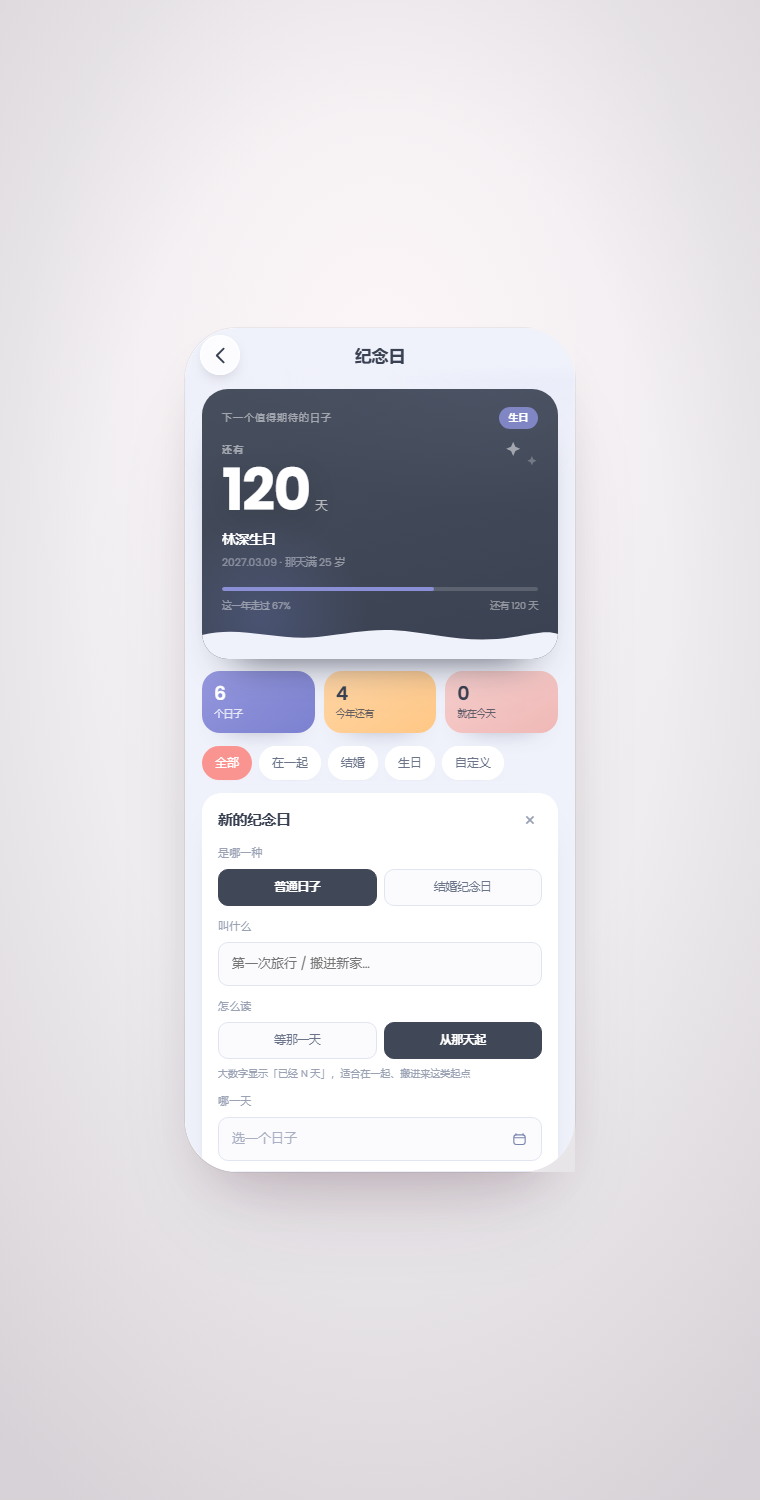 纪念日
下一个值得期待的日子
生日
还有
120 天
林深生日
2027.03.09 · 那天满 25 岁
这一年走过 67%
还有 120 天
6
个日子
4
今年还有
0
就在今天
全部
在一起
结婚
生日
自定义
新的纪念日
是哪一种
普通日子
结婚纪念日
叫什么
第一次旅行 / 搬进新家…
怎么读
等那一天
从那天起
大数字显示「已经 N 天」，适合在一起、搬进来这类起点
哪一天
选一个日子